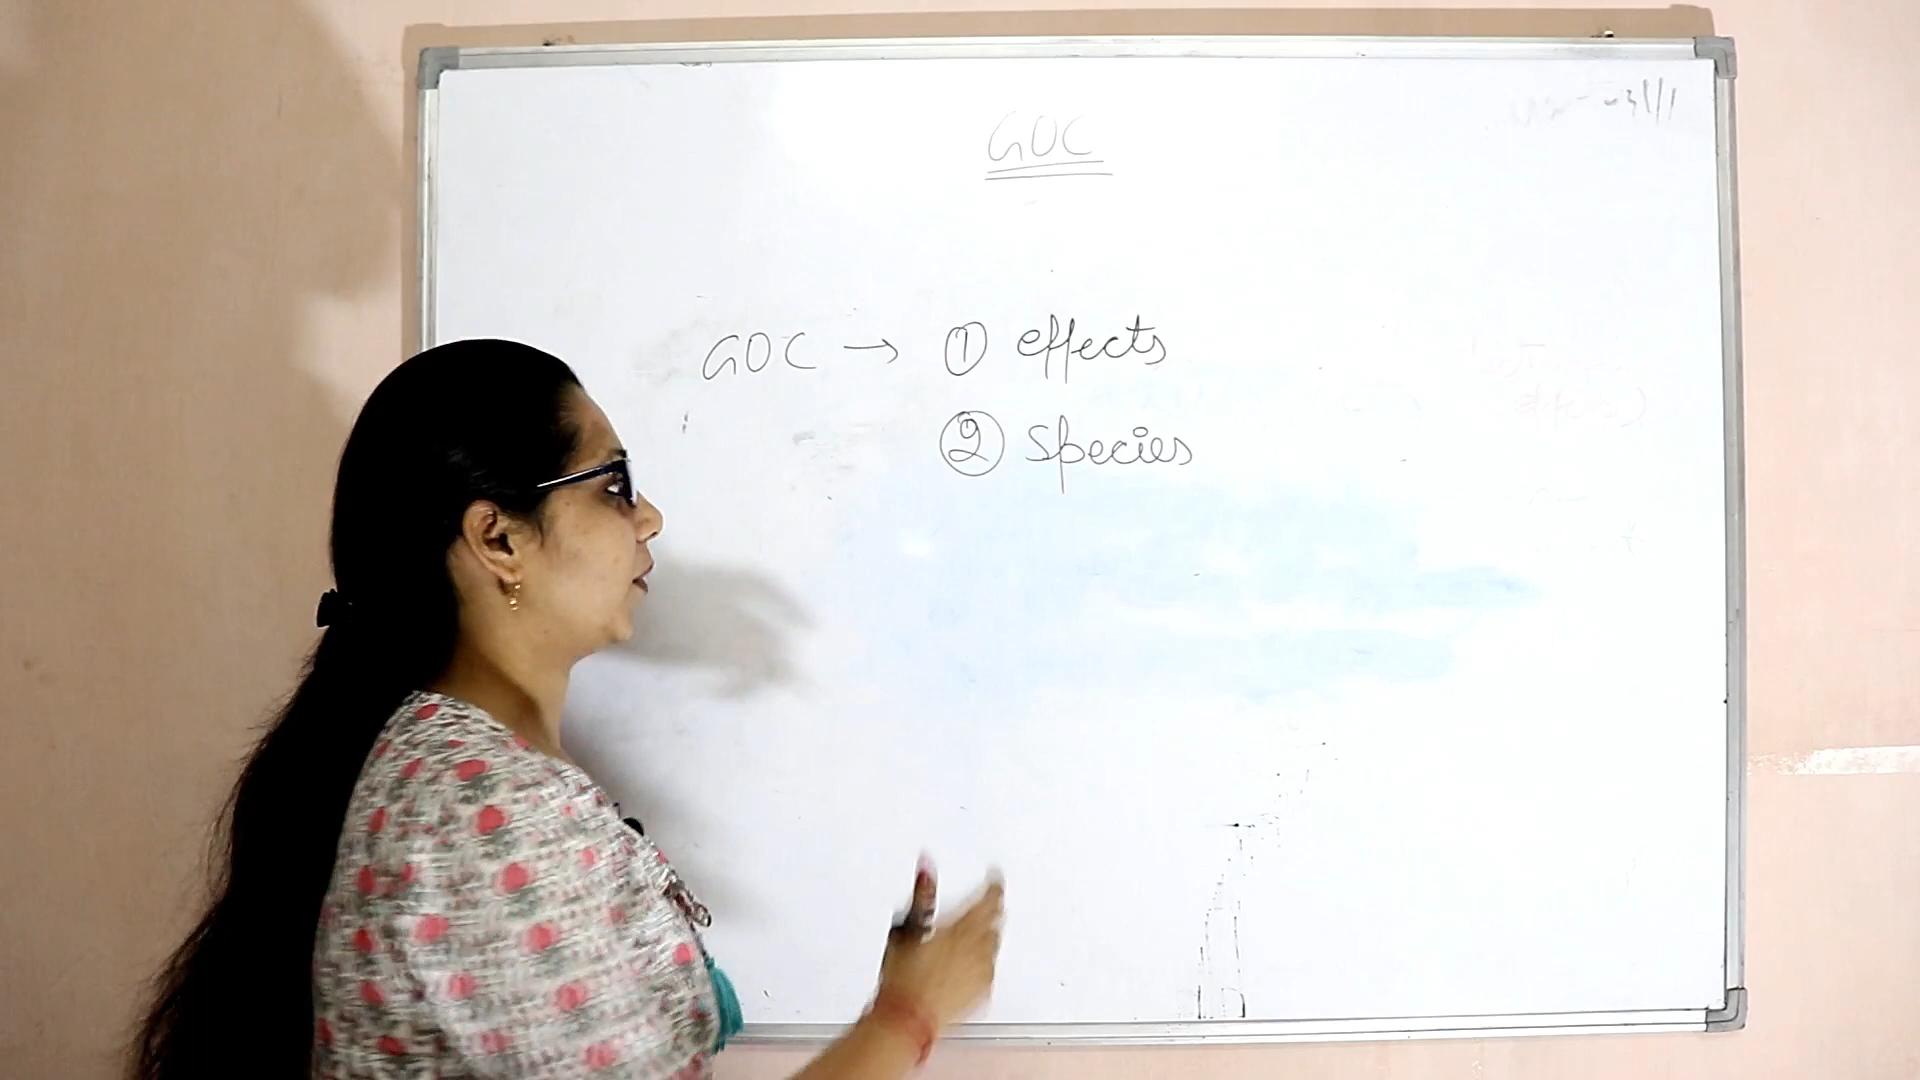 GOC
GOC → ① effects
② Species